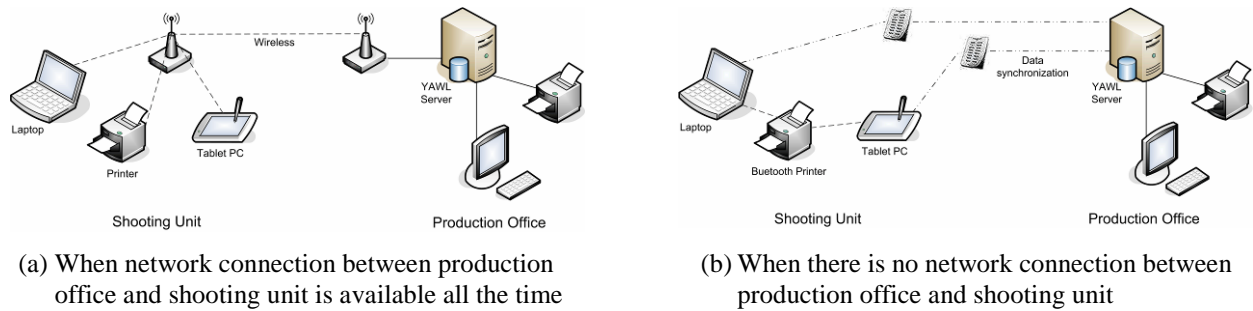 Wireless
YAWL
Server
Laptop
Printer
Tablet PC
Shooting Unit
Production Office
(a) When network connection between production
office and shooting unit is available all the time
Data
synchronization
YAWL
Server
Laptop
Tablet PC
Buetooth Printer
Shooting Unit
Production Office
(b) When there is no network connection between
production office and shooting unit